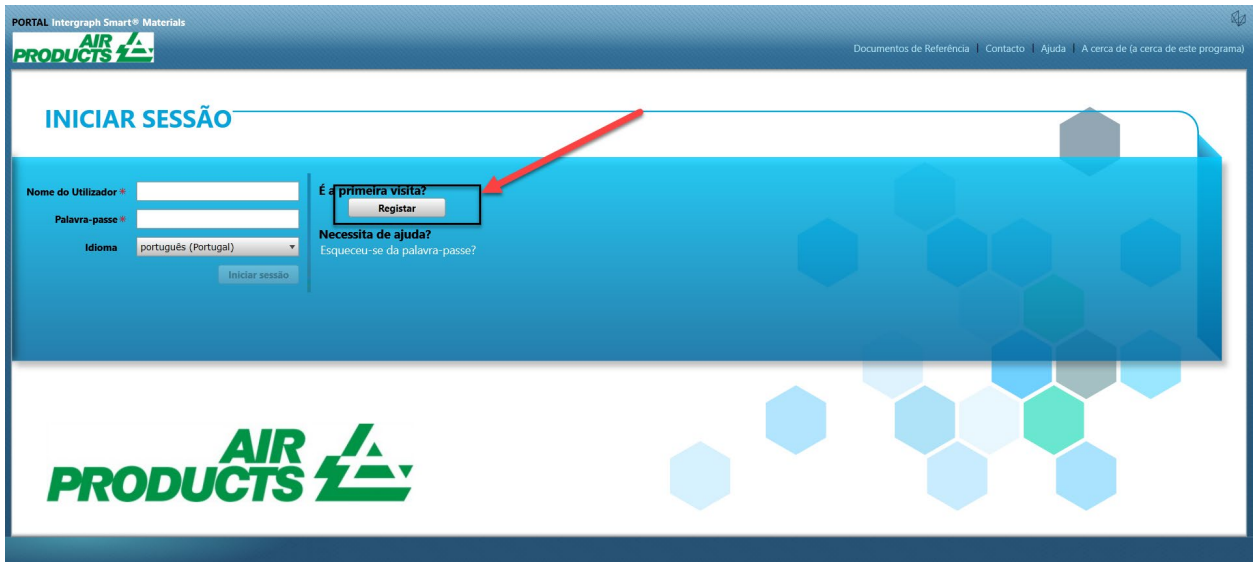 PORTAL Intergraph Smart® Materials
AIR
PRODUCTS
Documentos de Referência | Contacto | Ajuda | A cerca de (a cerca de este programa)
INICIAR SESSÃO
Nome do Utilizador *
Palavra-passe *
Idioma português (Portugal)
Iniciar sessão
É a primeira visita?
Registar
Necessita de ajuda?
Esqueceu-se da palavra-passe?
AIR
PRODUCTS